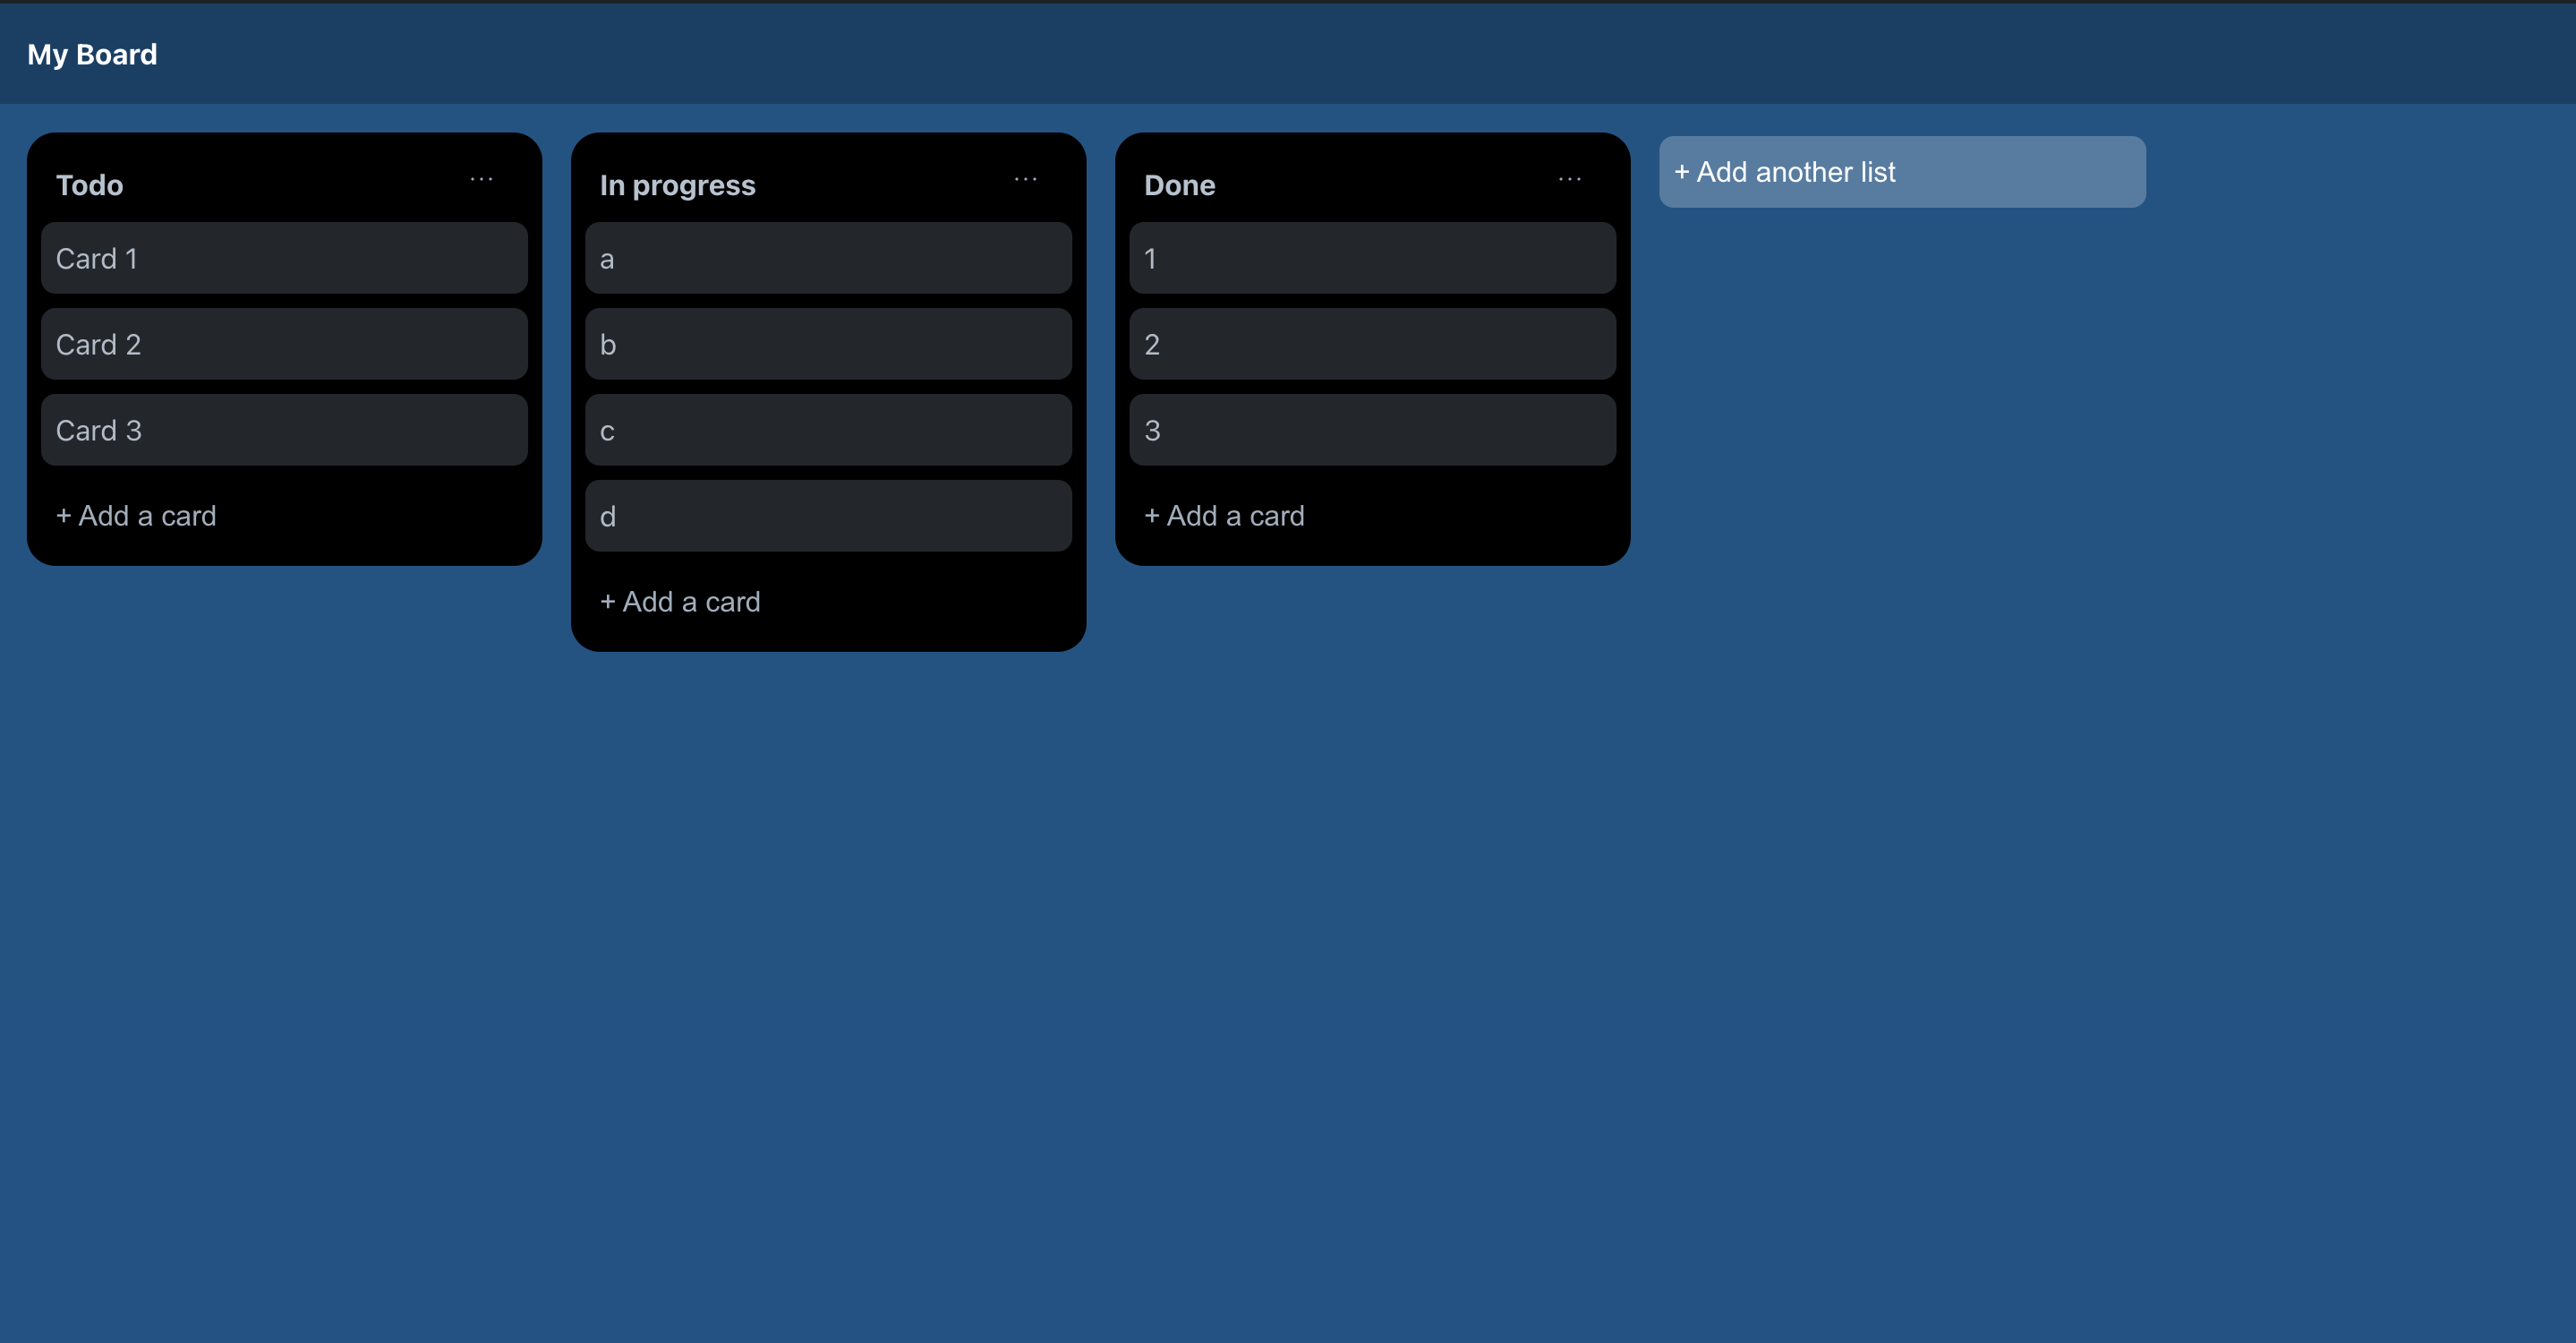 My Board
Todo
...
Card 1
Card 2
Card 3
+ Add a card
In progress
...
a
b
c
d
+ Add a card
Done
...
1
2
3
+ Add a card
+ Add another list